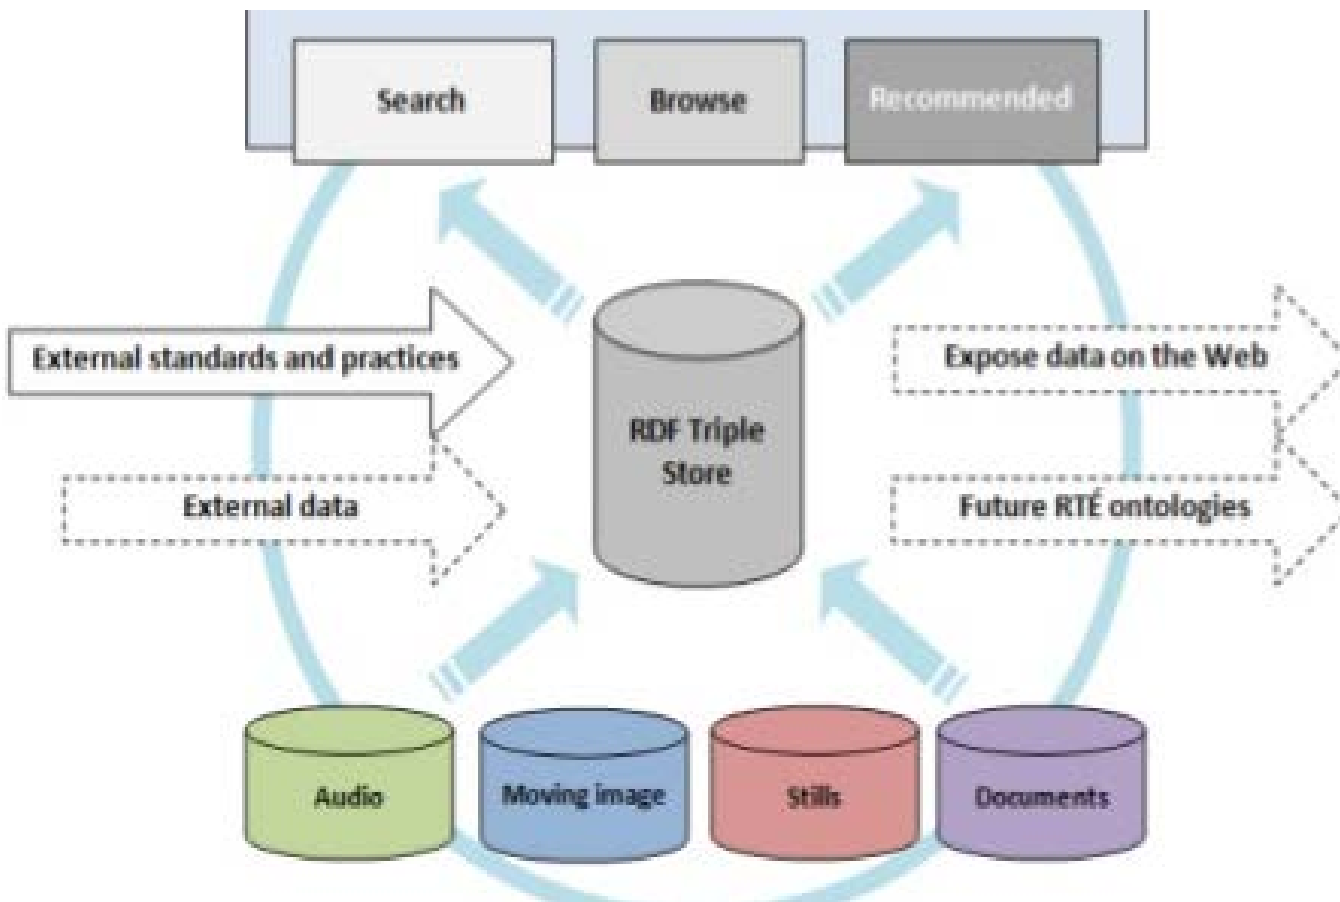 Search
Browse
Recommended
External standards and practices
Expose data on the Web
RDF Triple
Store
External data
Future RTÉ ontologies
Audio
Moving image
Stills
Documents